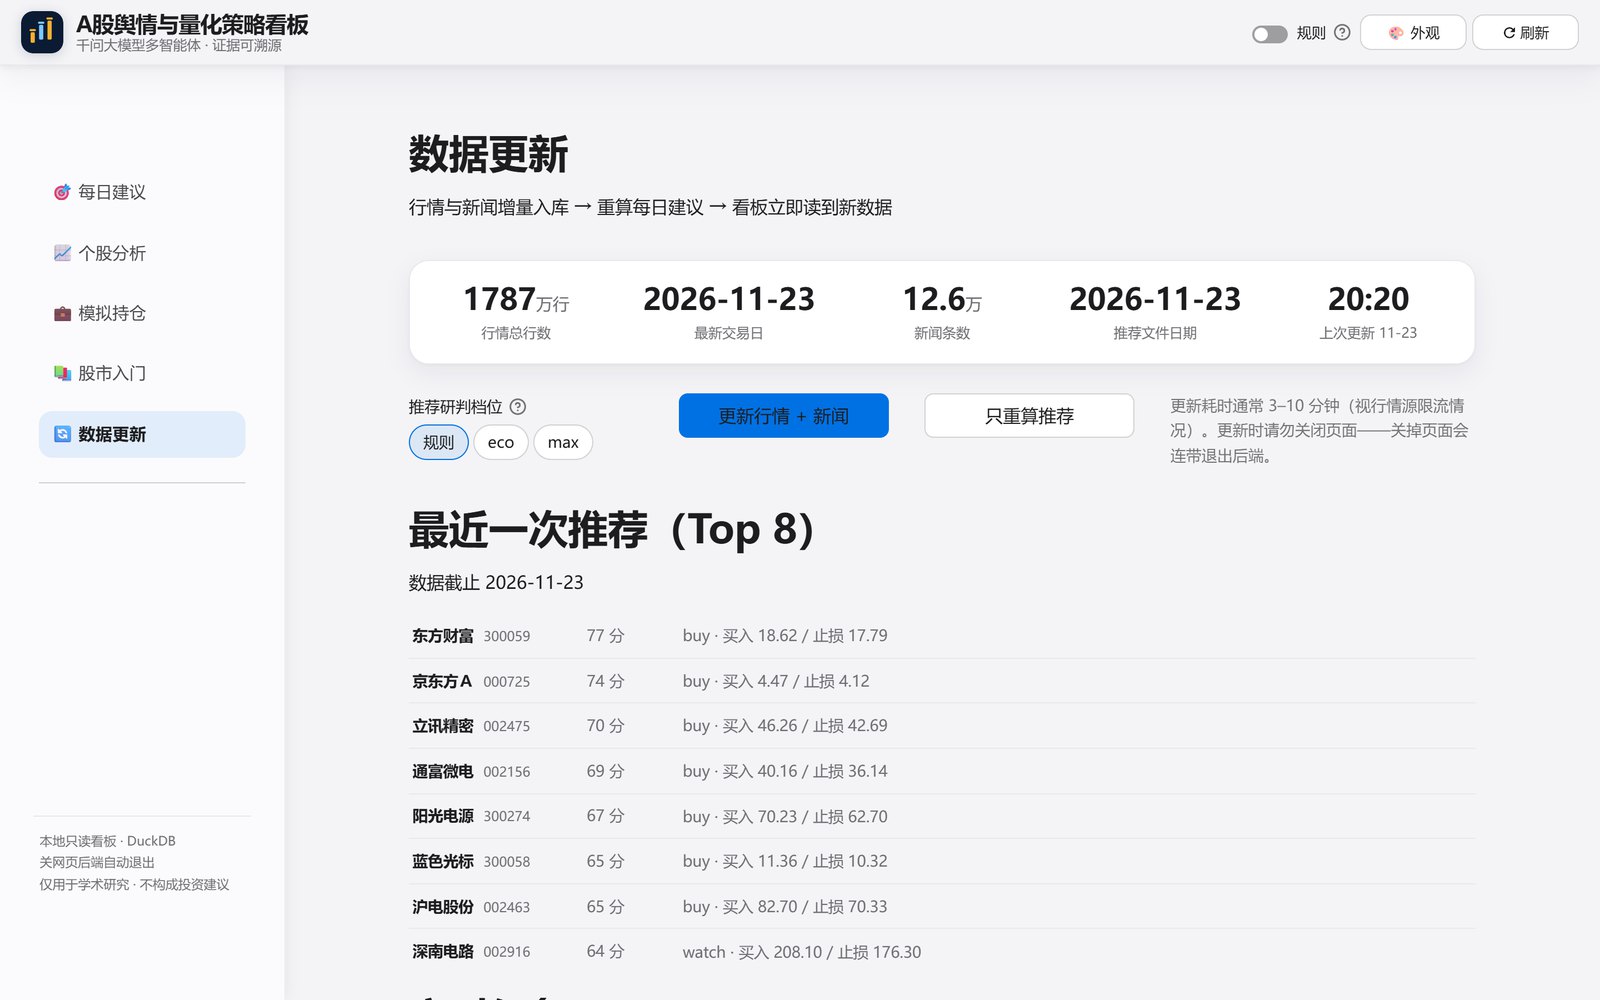 A股舆情与量化策略看板
千问大模型多智能体 · 证据可溯源
规则
外观
刷新
每日建议
个股分析
模拟持仓
股市入门
数据更新
本地只读看板 · DuckDB
关网页后端自动退出
仅用于学术研究 · 不构成投资建议
数据更新
行情与新闻增量入库 → 重算每日建议 → 看板立即读到新数据
1787万行
行情总行数
2026-11-23
最新交易日
12.6万
新闻条数
2026-11-23
推荐文件日期
20:20
上次更新 11-23
推荐研判档位
规则 eco max
更新行情 + 新闻
只重算推荐
更新耗时通常 3–10 分钟（视行情源限流情
况）。更新时请勿关闭页面——关掉页面会
连带退出后端。
最近一次推荐（Top 8）
数据截止 2026-11-23
东方财富 300059 77 分 buy · 买入 18.62 / 止损 17.79
京东方A 000725 74 分 buy · 买入 4.47 / 止损 4.12
立讯精密 002475 70 分 buy · 买入 46.26 / 止损 42.69
通富微电 002156 69 分 buy · 买入 40.16 / 止损 36.14
阳光电源 300274 67 分 buy · 买入 70.23 / 止损 62.70
蓝色光标 300058 65 分 buy · 买入 11.36 / 止损 10.32
沪电股份 002463 65 分 buy · 买入 82.70 / 止损 70.33
深南电路 002916 64 分 watch · 买入 208.10 / 止损 176.30